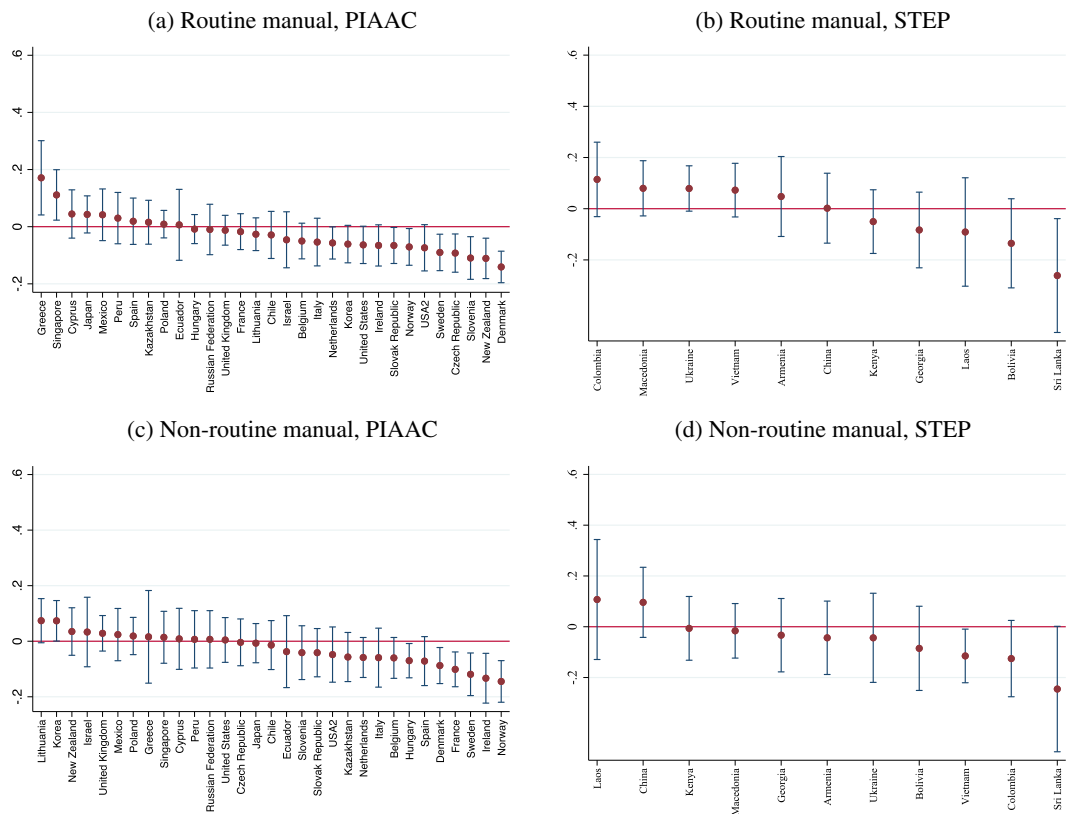 (a) Routine manual, PIAAC
.6
.4
.2
0
-.2
Greece
Singapore
Cyprus
Japan
Mexico
Peru
Spain
Kazakhstan
Poland
Ecuador
Hungary
Russian Federation
United Kingdom
France
Lithuania
Chile
Israel
Belgium
Italy
Netherlands
Korea
United States
Ireland
Slovak Republic
Norway
USA2
Sweden
Czech Republic
Slovenia
New Zealand
Denmark
(b) Routine manual, STEP
.6
.4
.2
0
-.2
Colombia
Macedonia
Ukraine
Vietnam
Armenia
China
Kenya
Georgia
Laos
Bolivia
Sri Lanka
(c) Non-routine manual, PIAAC
.6
.4
.2
0
-.2
Lithuania
Korea
New Zealand
Israel
United Kingdom
Mexico
Poland
Greece
Singapore
Cyprus
Peru
Russian Federation
United States
Czech Republic
Japan
Chile
Ecuador
Slovenia
Slovak Republic
USA2
Kazakhstan
Netherlands
Italy
Belgium
Hungary
Spain
Denmark
France
Sweden
Ireland
Norway
(d) Non-routine manual, STEP
.6
.4
.2
0
-.2
Laos
China
Kenya
Macedonia
Georgia
Armenia
Ukraine
Bolivia
Vietnam
Colombia
Sri Lanka